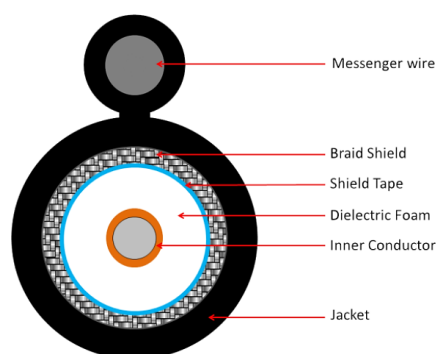 Messenger wire
Braid Shield
Shield Tape
Dielectric Foam
Inner Conductor
Jacket